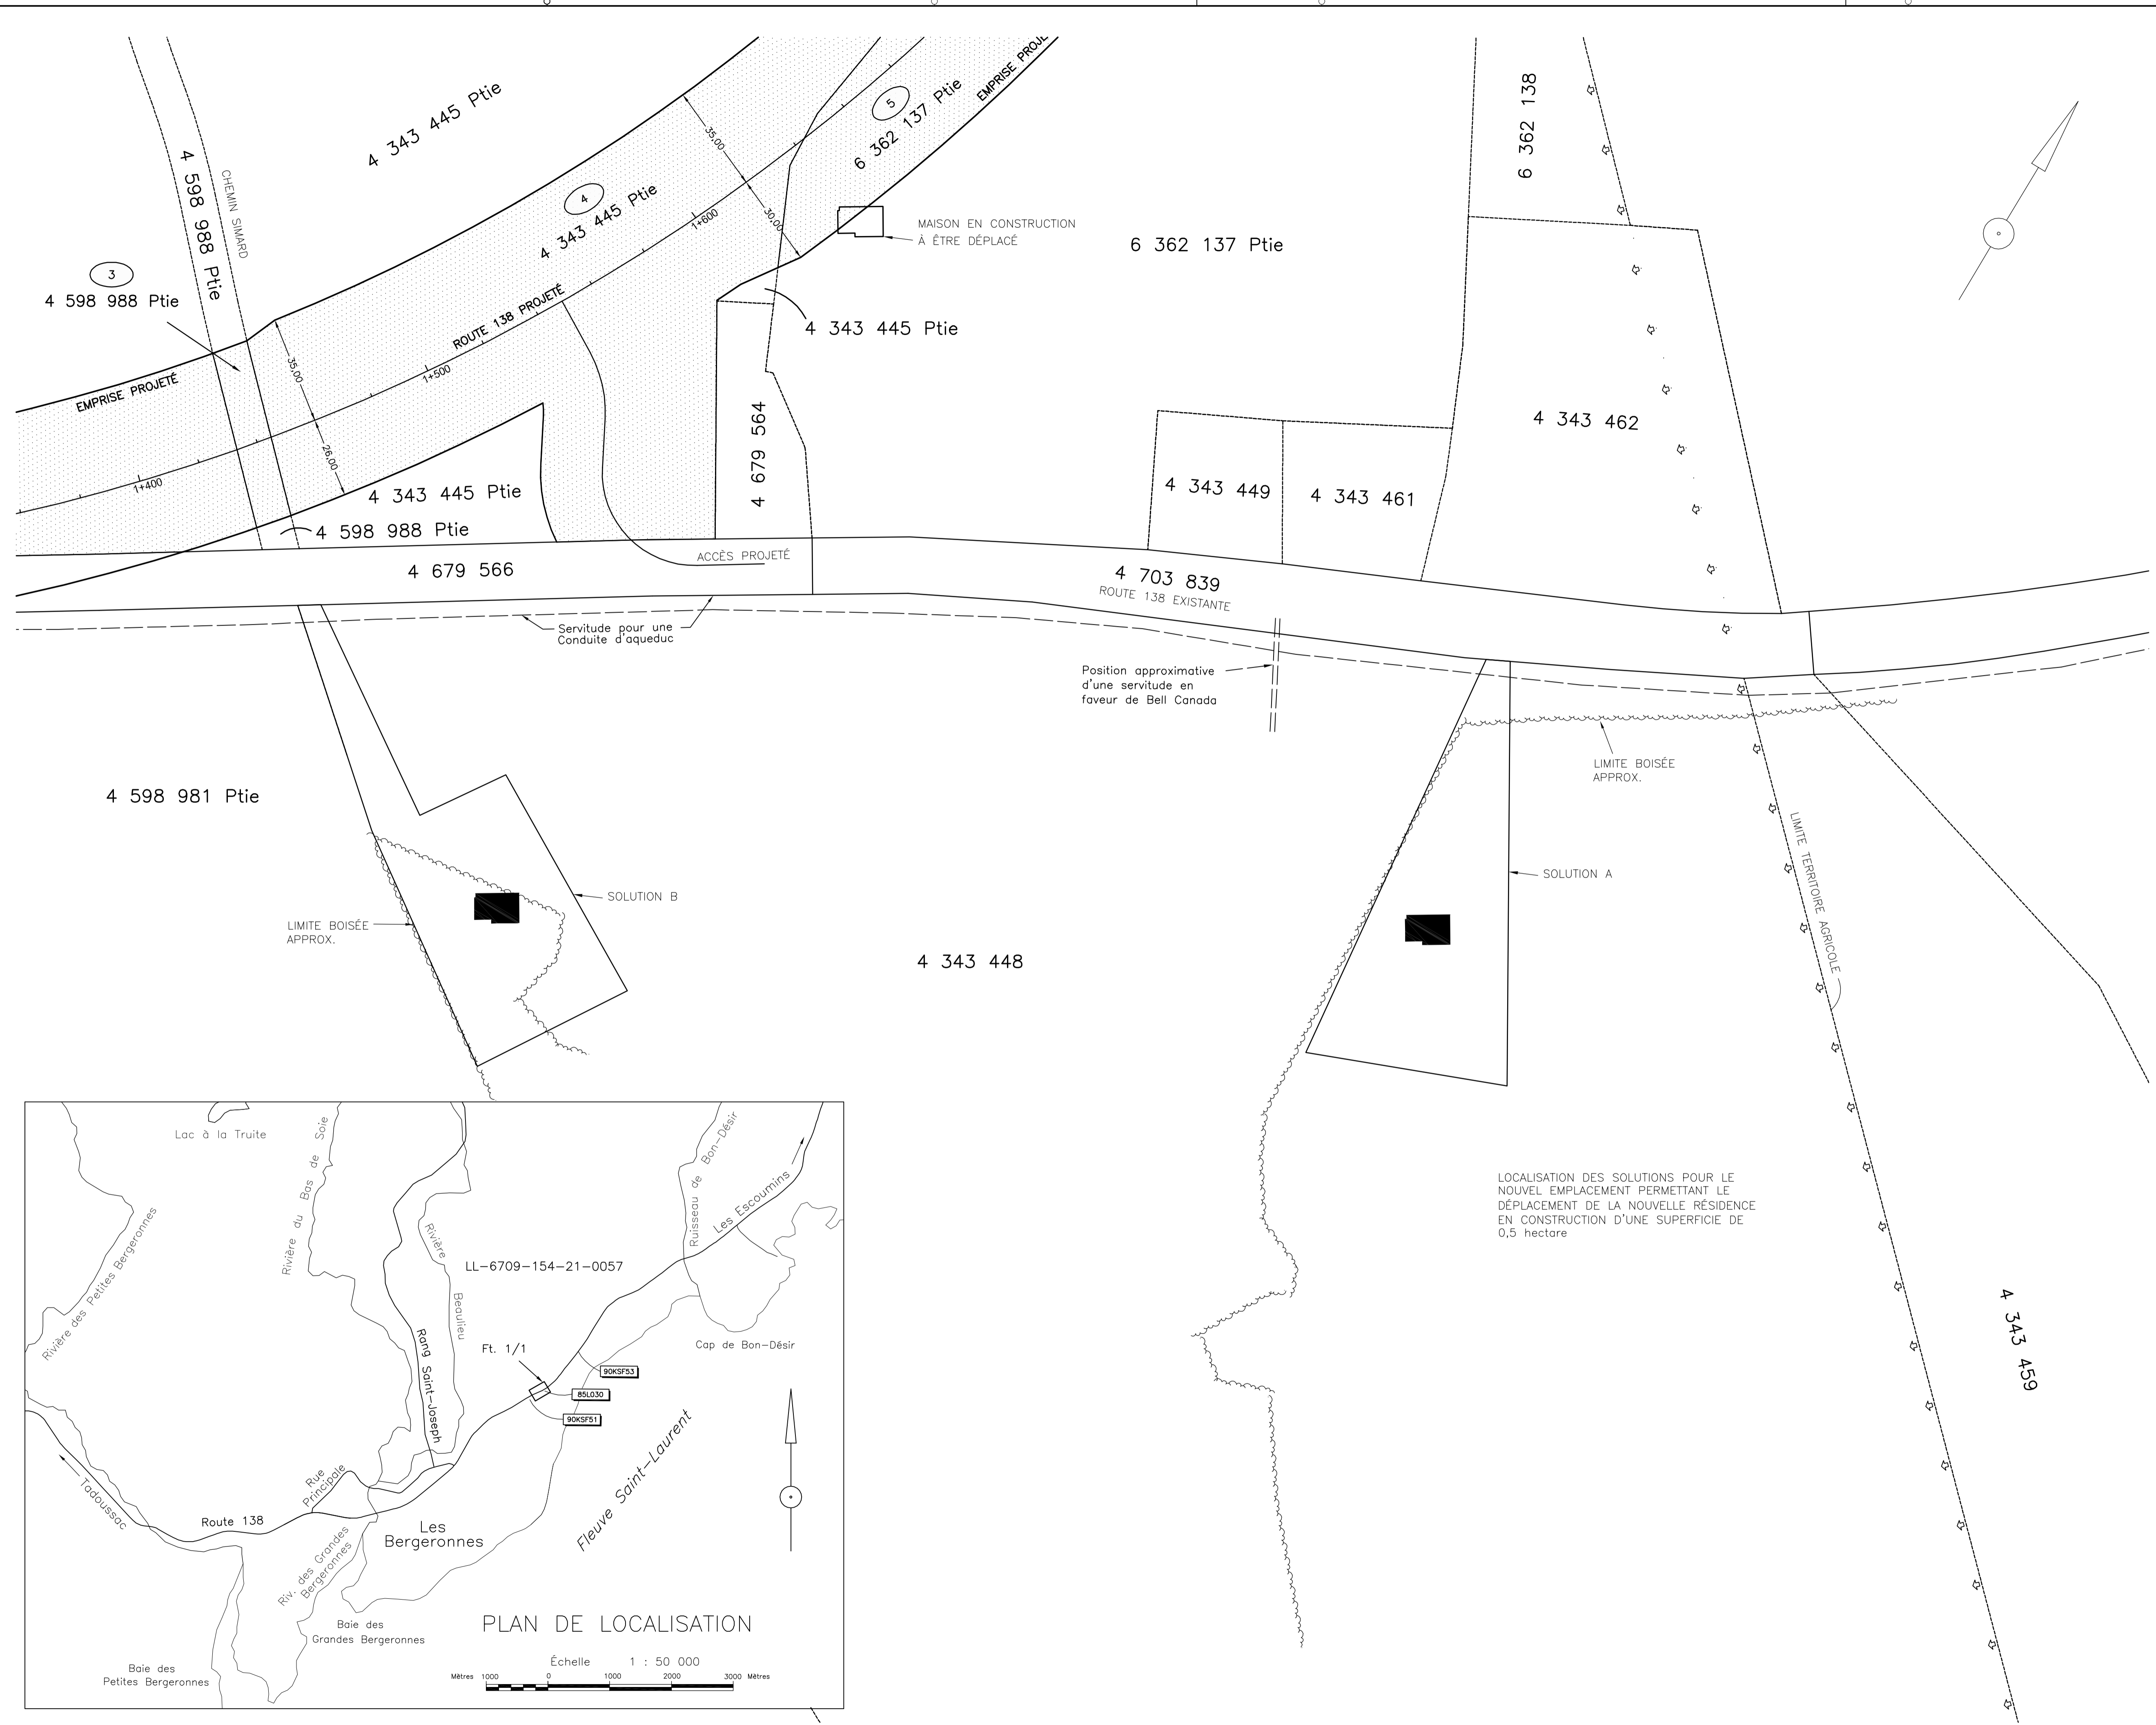 4 343 445 Ptie
4 598 988 Ptie
CHEMIN SIMARD
3
4 598 988 Ptie
4
4 343 445 Ptie
5
6 362 137 Ptie
EMPRISE PROJE
35,00
30,00
1+600
MAISON EN CONSTRUCTION
À ÊTRE DÉPLACÉ
6 362 137 Ptie
6 362 138
4 343 445 Ptie
ROUTE 138 PROJETÉ
EMPRISE PROJETÉ
35,00
26,00
1+500
1+400
4 343 445 Ptie
4 598 988 Ptie
4 679 564
4 343 449
4 343 461
4 343 462
ACCÈS PROJETÉ
4 679 566
4 703 839
ROUTE 138 EXISTANTE
Servitude pour une
Conduite d'aqueduc
Position approximative
d'une servitude en
faveur de Bell Canada
LIMITE BOISÉE
APPROX.
4 598 981 Ptie
SOLUTION B
LIMITE BOISÉE
APPROX.
SOLUTION A
LIMITE TERRITOIRE AGRICOLE
4 343 448
LOCALISATION DES SOLUTIONS POUR LE
NOUVEL EMPLACEMENT PERMETTANT LE
DÉPLACEMENT DE LA NOUVELLE RÉSIDENCE
EN CONSTRUCTION D'UNE SUPERFICIE DE
0,5 hectare
4 343 459
Lac à la Truite
Rivière du Bas de Soie
Rivière des Petites Bergeronnes
Rivière Beaulieu
LL-6709-154-21-0057
Ruisseau de Bon-Désir
Les Escoumins
Cap de Bon-Désir
Rang Saint-Joseph
Ft. 1/1
90KSF53
85L030
90KSF51
Fleuve Saint-Laurent
Tadoussac
Rue
Principale
Route 138
Les
Bergeronnes
Riv. des Grandes
Bergeronnes
Baie des
Grandes Bergeronnes
Baie des
Petites Bergeronnes
PLAN DE LOCALISATION
Échelle 1 : 50 000
Mètres 1000 0 1000 2000 3000 Mètres